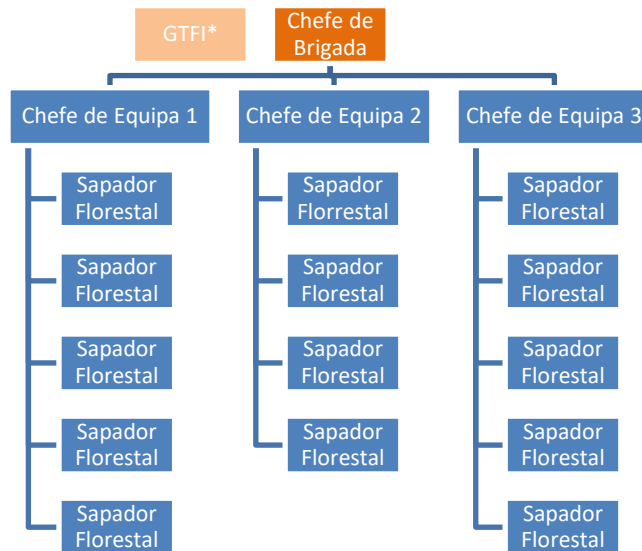 GTFI*
Chefe de
Brigada
Chefe de Equipa 1
Chefe de Equipa 2
Chefe de Equipa 3
Sapador
Florestal
Sapador
Florrestal
Sapador
Florestal
Sapador
Florestal
Sapador
Florestal
Sapador
Florestal
Sapador
Florestal
Sapador
Florestal
Sapador
Florestal
Sapador
Florestal
Sapador
Florestal
Sapador
Florestal
Sapador
Florestal
Sapador
Florestal